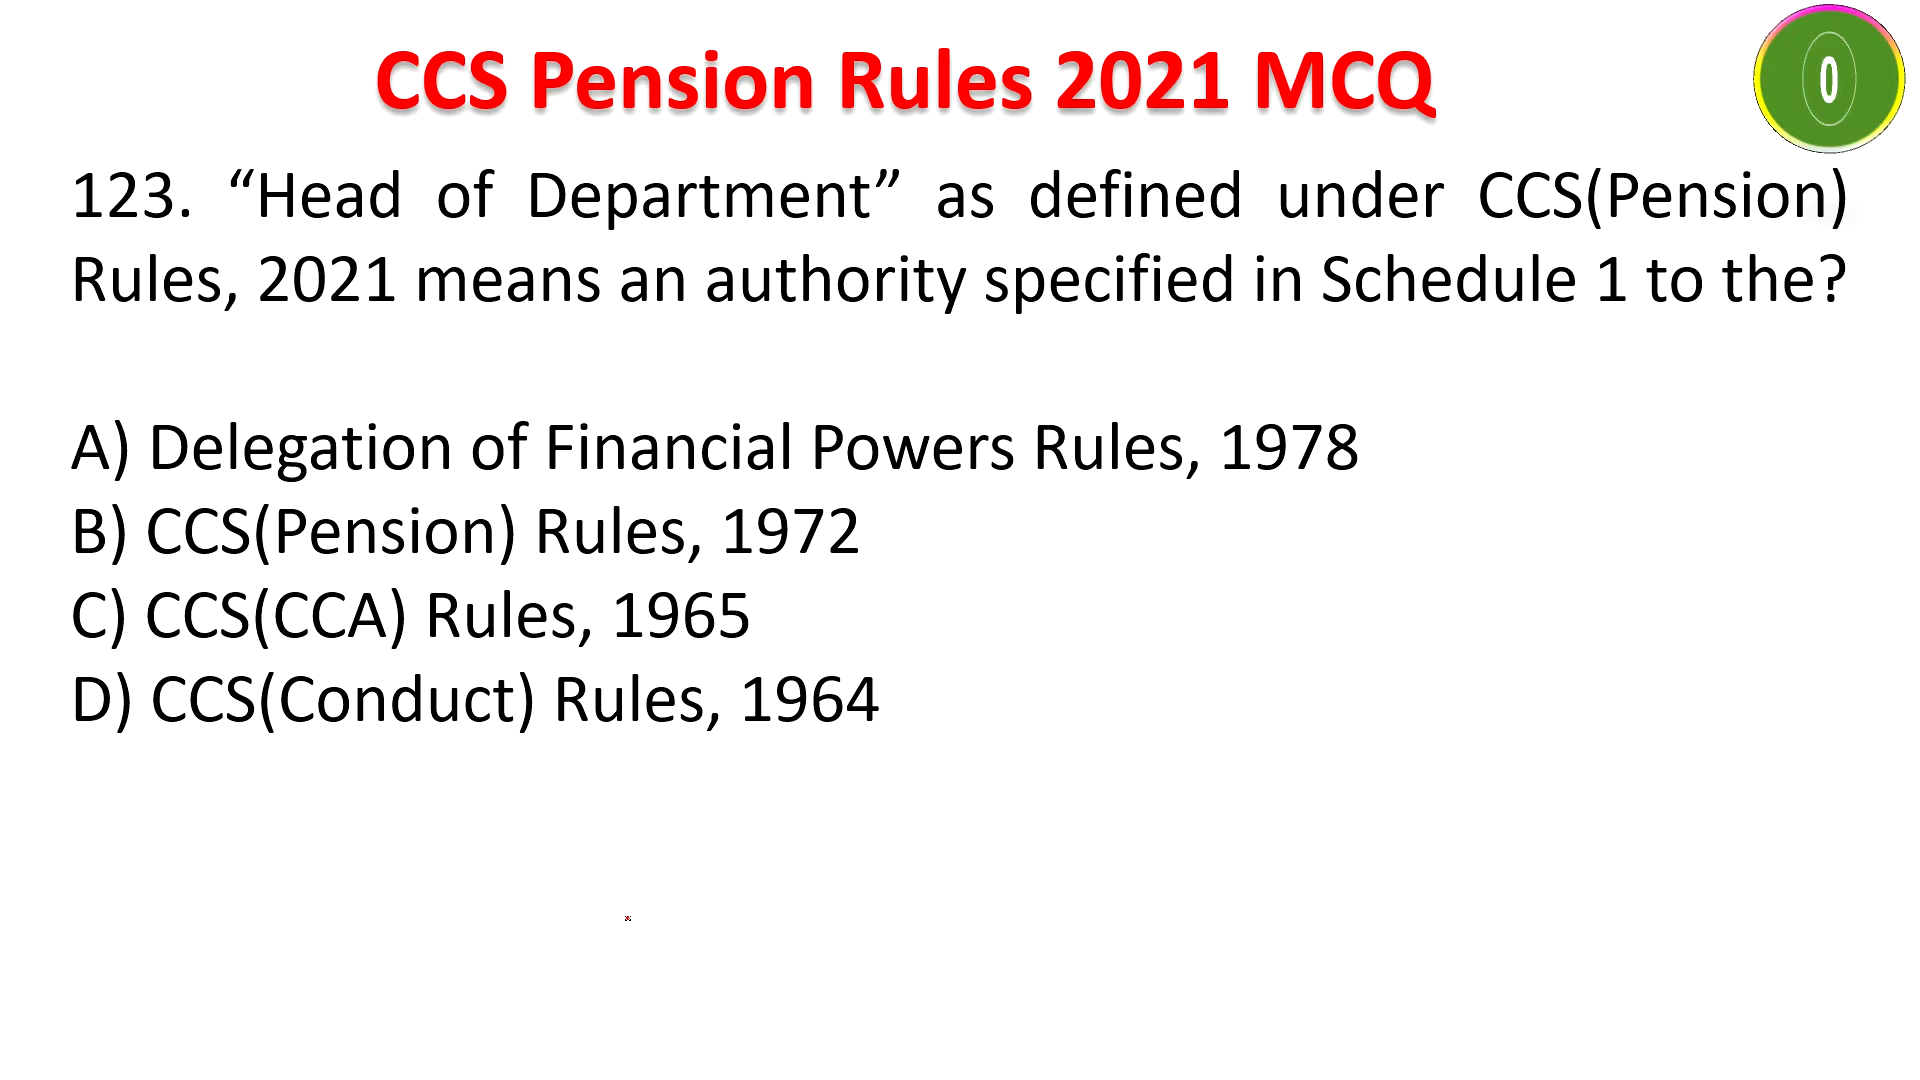 CCS Pension Rules 2021 MCQ
0
123. “Head of Department” as defined under CCS(Pension)
Rules, 2021 means an authority specified in Schedule 1 to the?
A) Delegation of Financial Powers Rules, 1978
B) CCS(Pension) Rules, 1972
C) CCS(CCA) Rules, 1965
D) CCS(Conduct) Rules, 1964